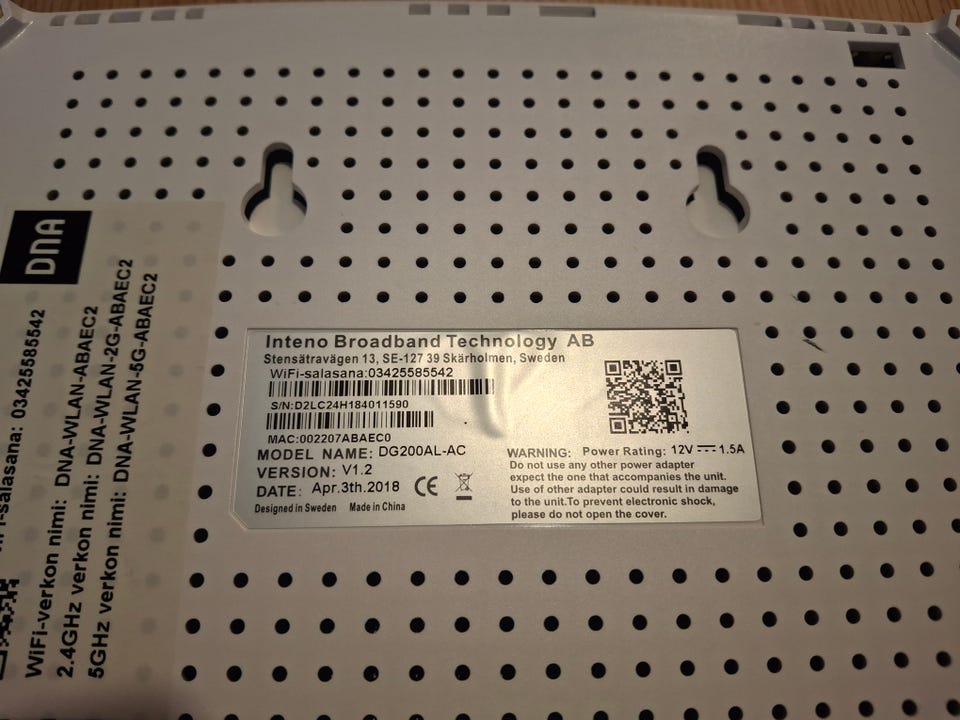 DNA
WiFi-salasana: 03425585542
WiFi-verkon nimi: DNA-WLAN-ABAEC2
2.4GHz verkon nimi: DNA-WLAN-2G-ABAEC2
5GHz verkon nimi: DNA-WLAN-5G-ABAEC2
Inteno Broadband Technology AB
Stensätravägen 13, SE-127 39 Skärholmen, Sweden
WiFi-salasana:03425585542
S/N:D2LC24H184011590
MAC:002207ABAEC0
MODEL NAME: DG200AL-AC
VERSION: V1.2
DATE: Apr.3th.2018 CE
Designed in Sweden Made in China
WARNING: Power Rating: 12V 1.5A
Do not use any other power adapter
expect the one that accompanies the unit.
Use of other adapter could result in damage
to the unit.To prevent electronic shock,
please do not open the cover.